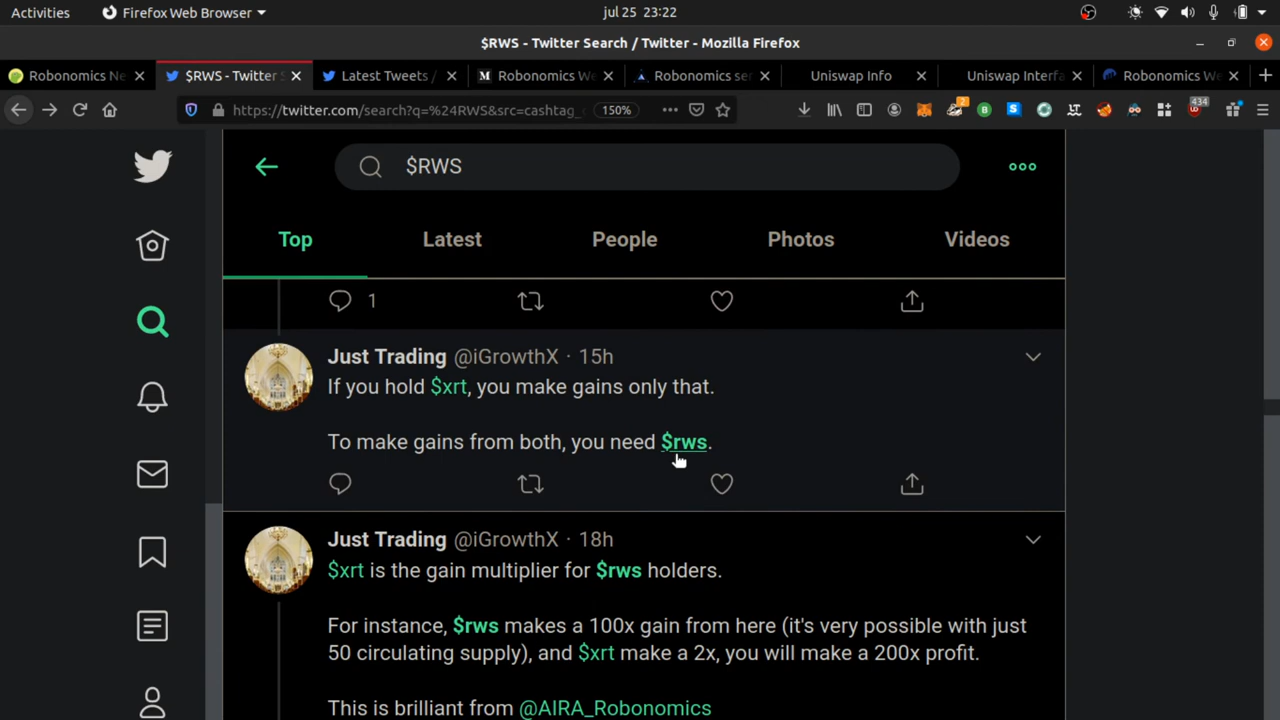 Activities Firefox Web Browser jul 25 23:22
$RWS - Twitter Search / Twitter - Mozilla Firefox
Robonomics Ne $RWS - Twitter S Latest Tweets / Robonomics We Robonomics ser Uniswap Info Uniswap Interfa Robonomics We
https://twitter.com/search?q=%24RWS&src=cashtag_ 150% 2 434
$RWS
Top Latest People Photos Videos
1
Just Trading @iGrowthX · 15h
If you hold $xrt, you make gains only that.
To make gains from both, you need $rws.
Just Trading @iGrowthX · 18h
$xrt is the gain multiplier for $rws holders.
For instance, $rws makes a 100x gain from here (it's very possible with just
50 circulating supply), and $xrt make a 2x, you will make a 200x profit.
This is brilliant from @AIRA_Robonomics